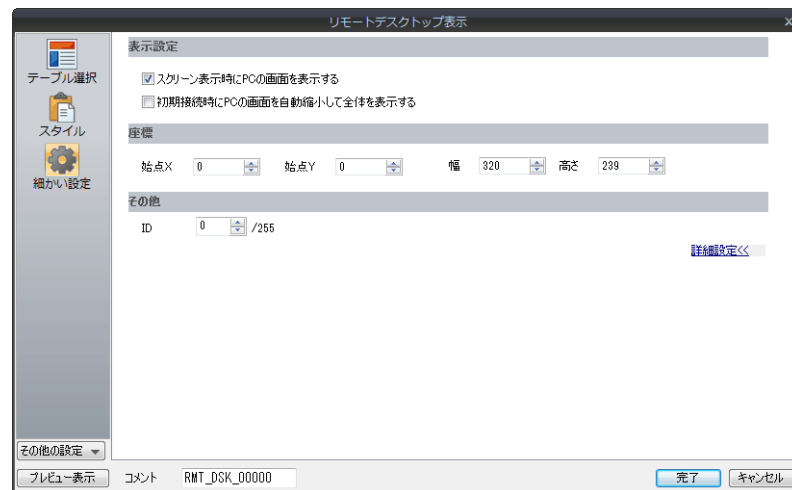 リモートデスクトップ表示
テーブル選択
スタイル
細かい設定
表示設定
スクリーン表示時にPCの画面を表示する
初期接続時にPCの画面を自動縮小して全体を表示する
座標
始点X 0 始点Y 0 幅 320 高さ 239
その他
ID 0 /255
詳細設定<<
その他の設定
プレビュー表示 コメント RMT_DSK_00000 完了 キャンセル